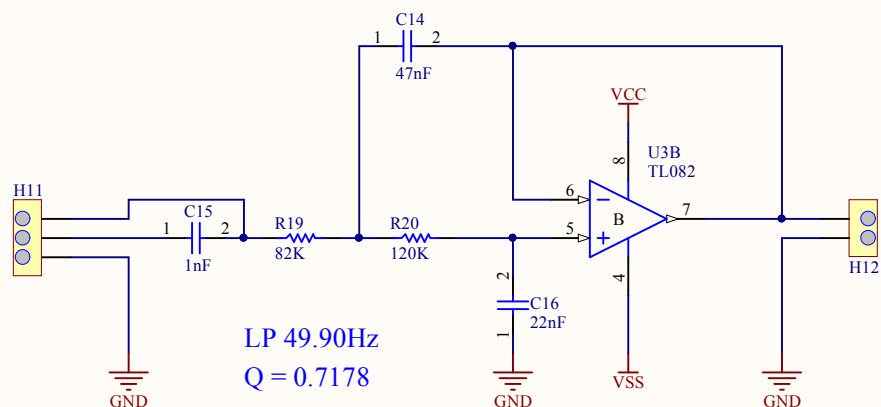 C14
1 2
47nF
VCC
8
U3B
TL082
H11
C15
1 2
1nF
R19
82K
R20
120K
6
5
B
7
4
H12
2
C16
22nF
1
LP 49.90Hz
Q = 0.7178
GND
GND
VSS
GND